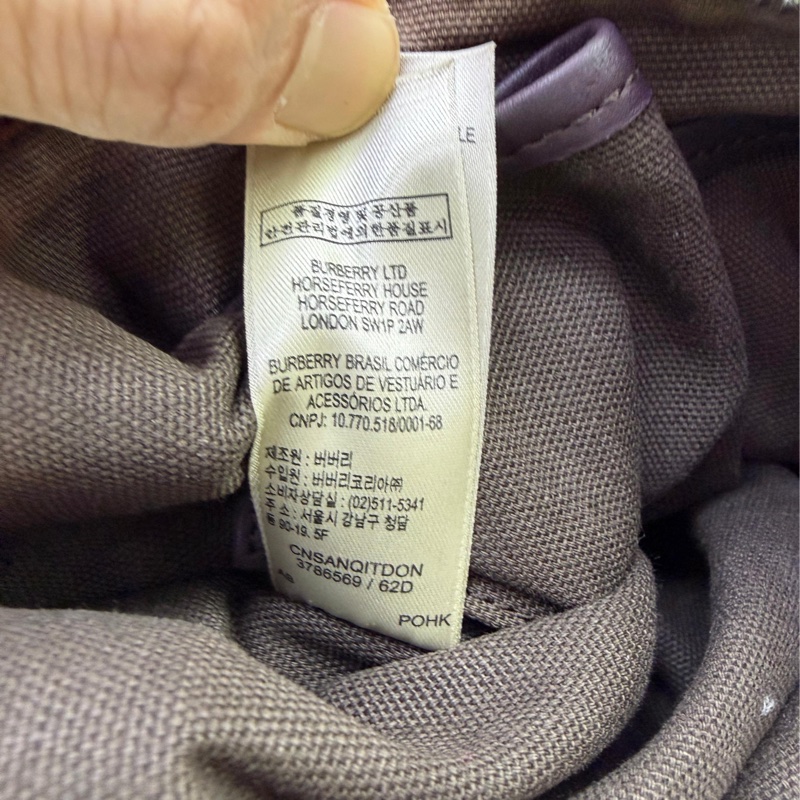 LE
품질경영및공산품
안전관리법에의한품질표시
BURBERRY LTD
HORSEFERRY HOUSE
HORSEFERRY ROAD
LONDON SW1P 2AW
BURBERRY BRASIL COMÉRCIO
DE ARTIGOS DE VESTUÁRIO E
ACESSÓRIOS LTDA.
CNPJ: 10.770.518/0001-68
제조원 : 버버리
수입원 : 버버리코리아㈜
소비자상담실 : (02)511-5341
주 소 : 서울시 강남구 청담
동 90-19. 5F
CNSANQITDON
3786569 / 62D
AB
POHK